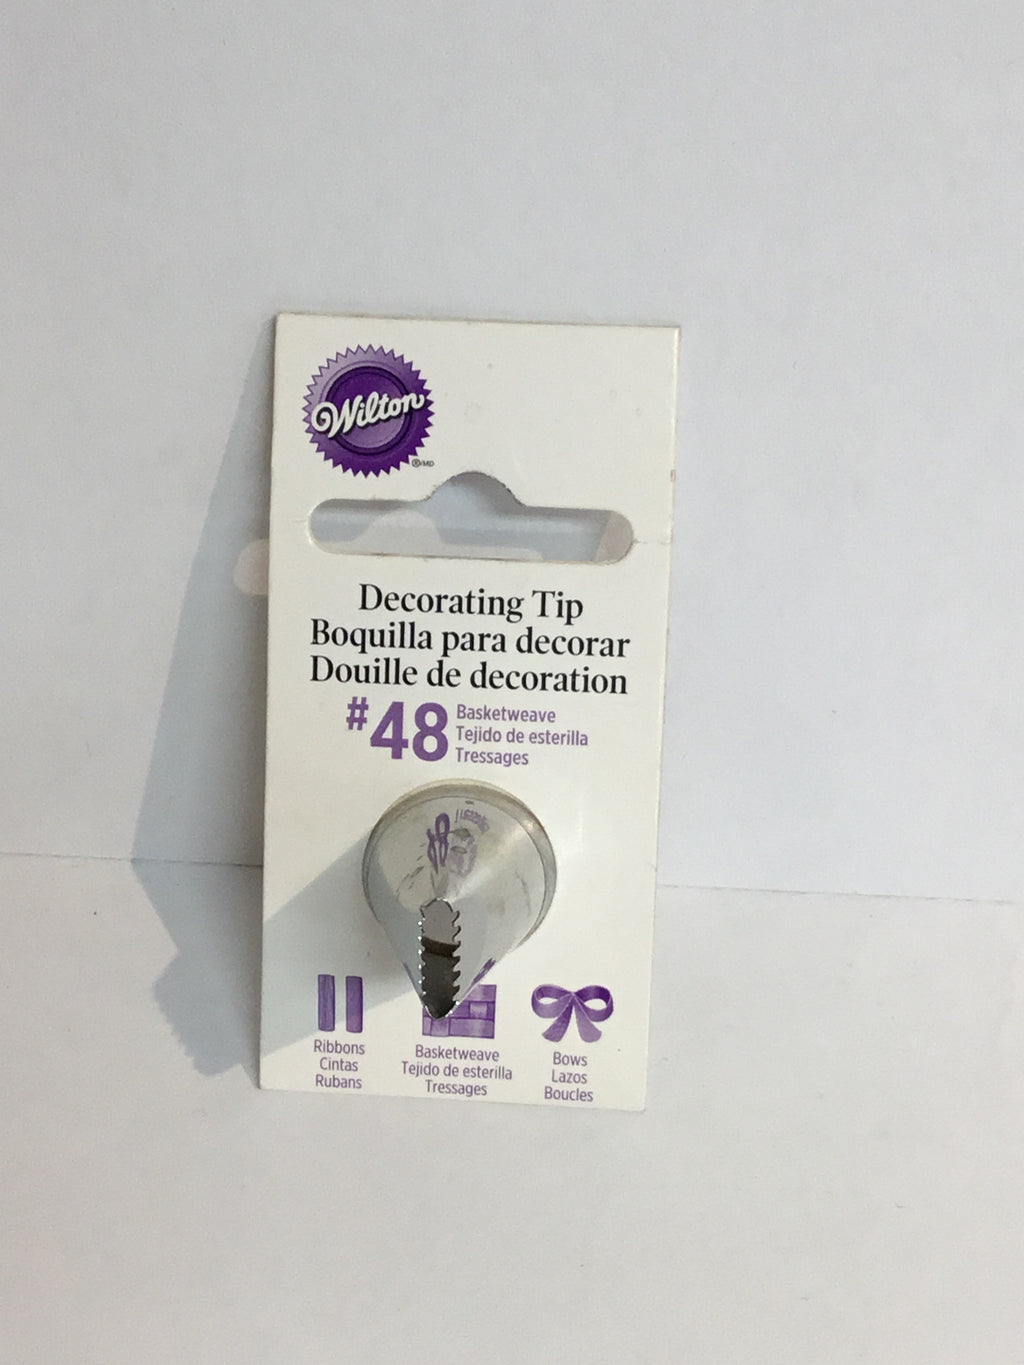 Wilton
®/MD
Decorating Tip
Boquilla para decorar
Douille de decoration
#48
Basketweave
Tejido de esterilla
Tressages
48
Ribbons
Cintas
Rubans
Basketweave
Tejido de esterilla
Tressages
Bows
Lazos
Boucles